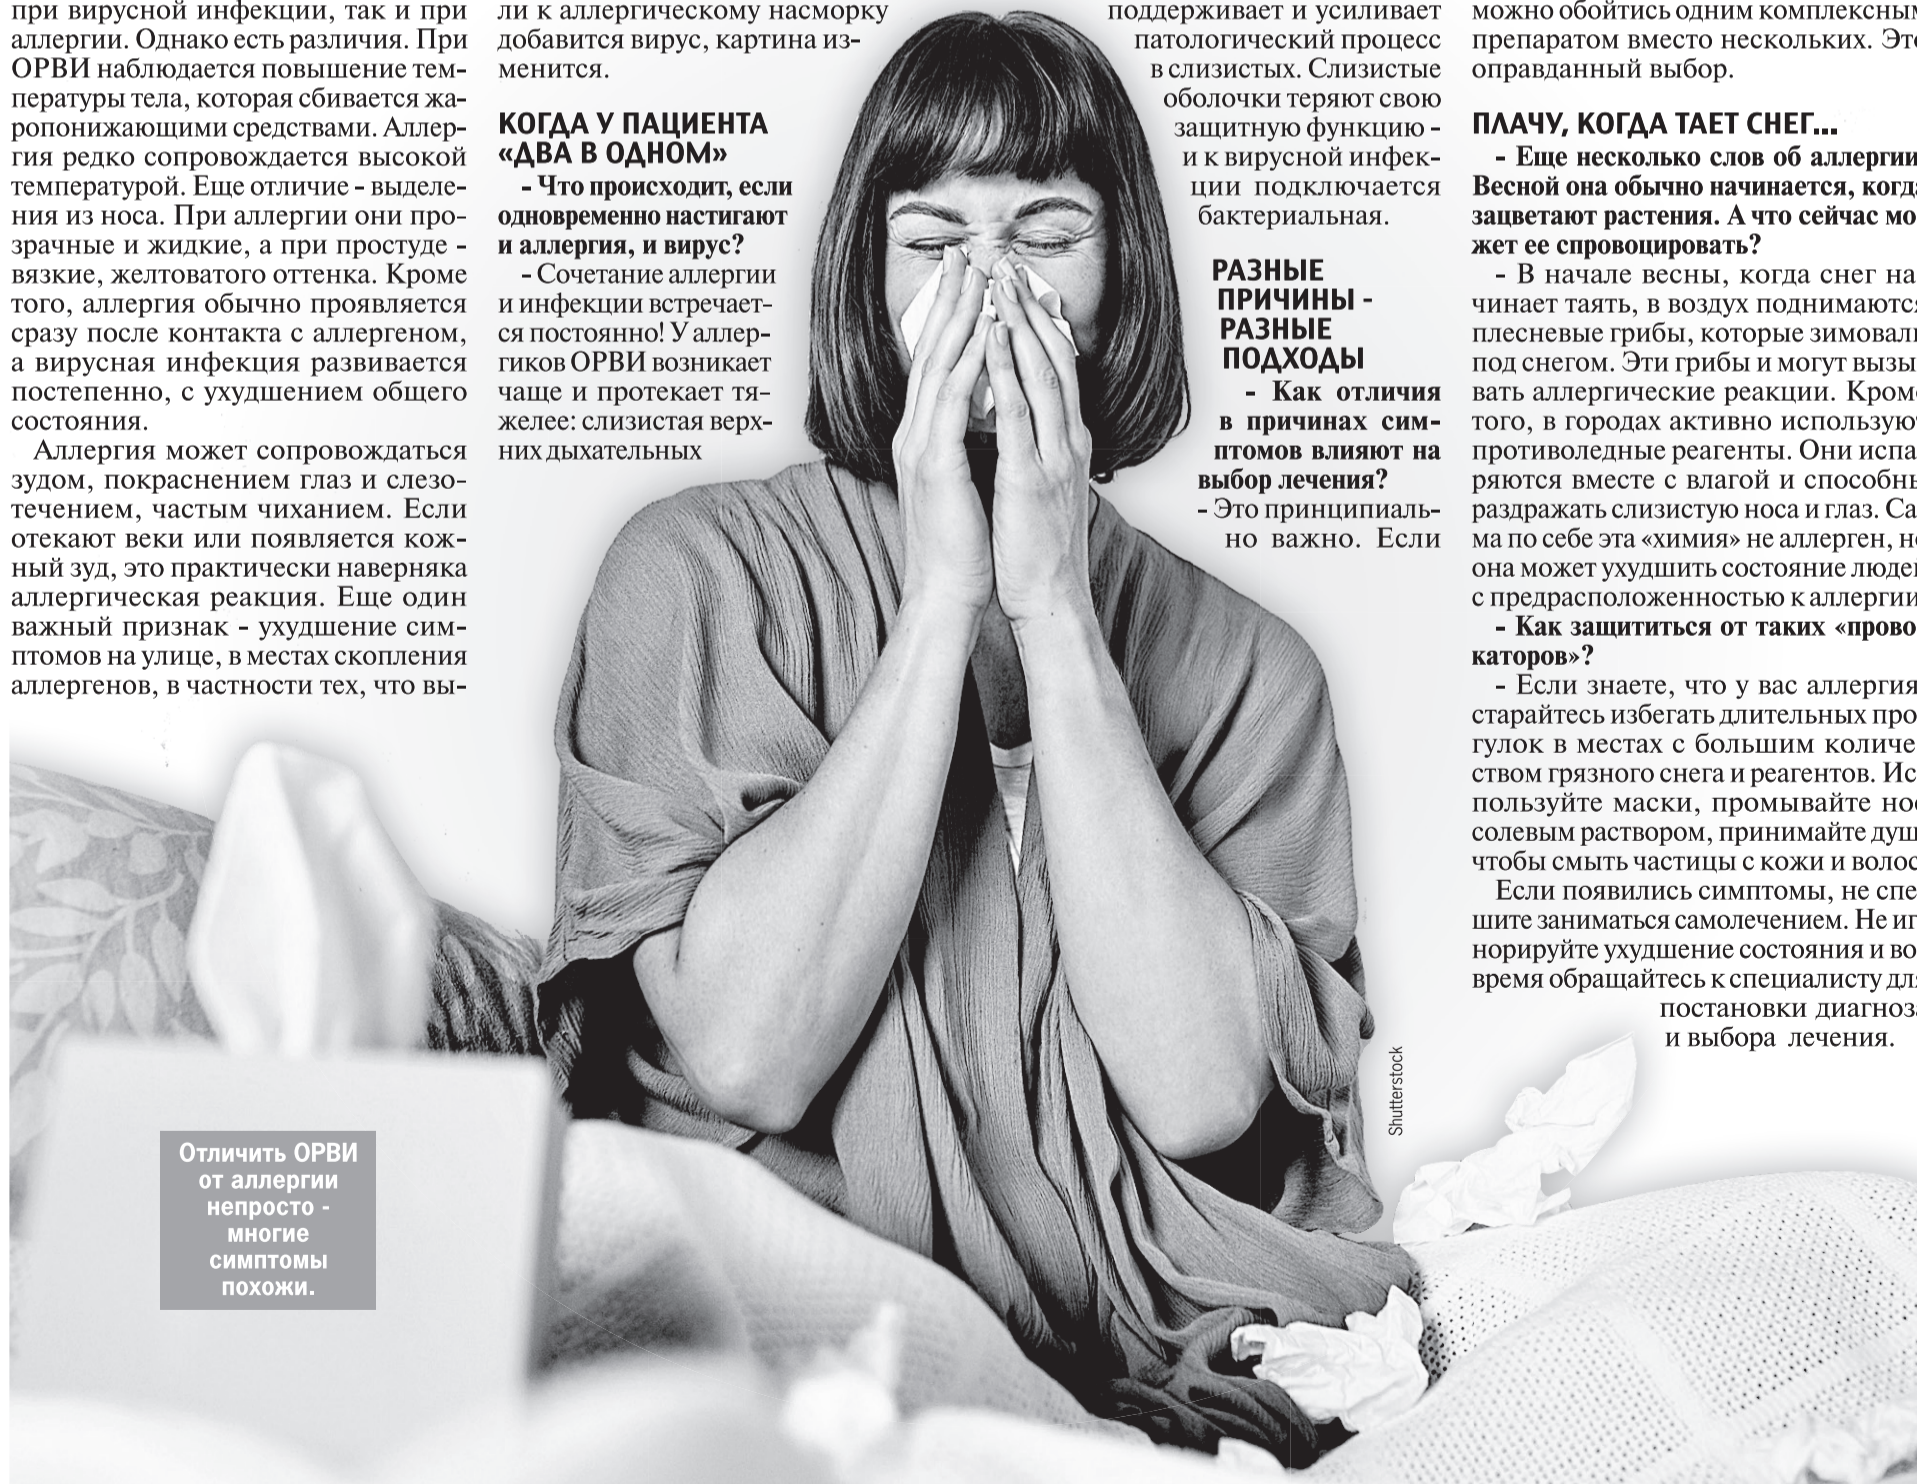 при вирусной инфекции, так и при
аллергии. Однако есть различия. При
ОРВИ наблюдается повышение тем-
пературы тела, которая сбивается жа-
ропонижающими средствами. Аллер-
гия редко сопровождается высокой
температурой. Еще отличие - выделе-
ния из носа. При аллергии они про-
зрачные и жидкие, а при простуде -
вязкие, желтоватого оттенка. Кроме
того, аллергия обычно проявляется
сразу после контакта с аллергеном,
а вирусная инфекция развивается
постепенно, с ухудшением общего
состояния.
Аллергия может сопровождаться
зудом, покраснением глаз и слезо-
течением, частым чиханием. Если
отекают веки или появляется кож-
ный зуд, это практически наверняка
аллергическая реакция. Еще один
важный признак - ухудшение сим-
птомов на улице, в местах скопления
аллергенов, в частности тех, что вы-
ли к аллергическому насморку
добавится вирус, картина из-
менится.
КОГДА У ПАЦИЕНТА
«ДВА В ОДНОМ»
- Что происходит, если
одновременно настигают
и аллергия, и вирус?
- Сочетание аллергии
и инфекции встречает-
ся постоянно! У аллер-
гиков ОРВИ возникает
чаще и протекает тя-
желее: слизистая верх-
них дыхательных
поддерживает и усиливает
патологический процесс
в слизистых. Слизистые
оболочки теряют свою
защитную функцию -
и к вирусной инфек-
ции подключается
бактериальная.
РАЗНЫЕ
ПРИЧИНЫ -
РАЗНЫЕ
ПОДХОДЫ
- Как отличия
в причинах сим-
птомов влияют на
выбор лечения?
- Это принципиаль-
но важно. Если
можно обойтись одним комплексным
препаратом вместо нескольких. Это
оправданный выбор.
ПЛАЧУ, КОГДА ТАЕТ СНЕГ...
- Еще несколько слов об аллергии.
Весной она обычно начинается, когда
зацветают растения. А что сейчас мо-
жет ее спровоцировать?
- В начале весны, когда снег на-
чинает таять, в воздух поднимаются
плесневые грибы, которые зимовали
под снегом. Эти грибы и могут вызы-
вать аллергические реакции. Кроме
того, в городах активно используют
противоледные реагенты. Они испа-
ряются вместе с влагой и способны
раздражать слизистую носа и глаз. Са-
ма по себе эта «химия» не аллерген, но
она может ухудшить состояние людей
с предрасположенностью к аллергии.
- Как защититься от таких «прово-
каторов»?
- Если знаете, что у вас аллергия,
старайтесь избегать длительных про-
гулок в местах с большим количе-
ством грязного снега и реагентов. Ис-
пользуйте маски, промывайте нос
солевым раствором, принимайте душ,
чтобы смыть частицы с кожи и волос.
Если появились симптомы, не спе-
шите заниматься самолечением. Не иг-
норируйте ухудшение состояния и во-
время обращайтесь к специалисту для
постановки диагноза
и выбора лечения.
Shutterstock
Отличить ОРВИ
от аллергии
непросто -
многие
симптомы
похожи.